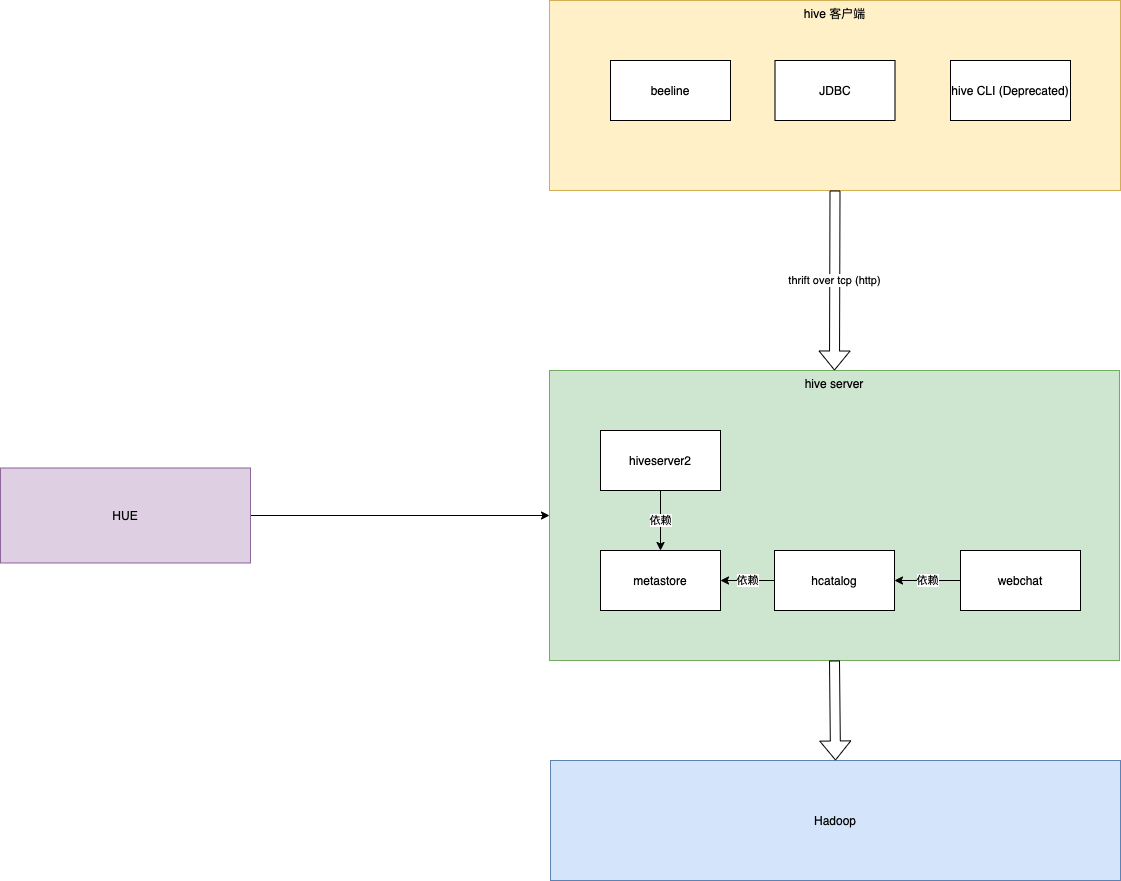 hive 客户端
beeline
JDBC
hive CLI (Deprecated)
thrift over tcp (http)
hive server
hiveserver2
HUE
依赖
metastore
依赖
hcatalog
依赖
webchat
Hadoop